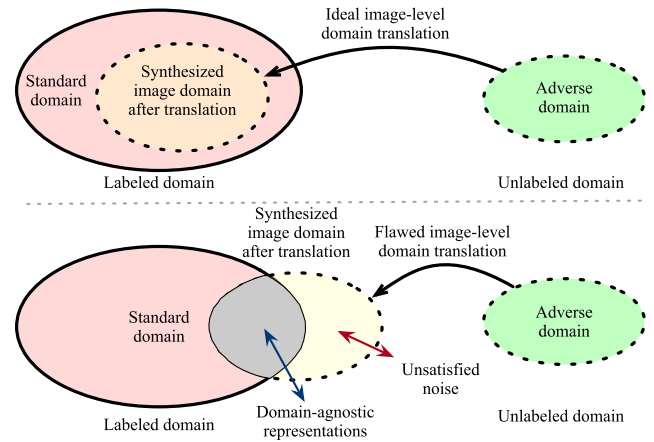 Ideal image-level
domain translation
Standard
domain
Synthesized
image domain
after translation
Adverse
domain
Labeled domain
Unlabeled domain
Synthesized
image domain
after translation
Flawed image-level
domain translation
Standard
domain
Adverse
domain
Unsatisfied
noise
Domain-agnostic
representations
Labeled domain
Unlabeled domain